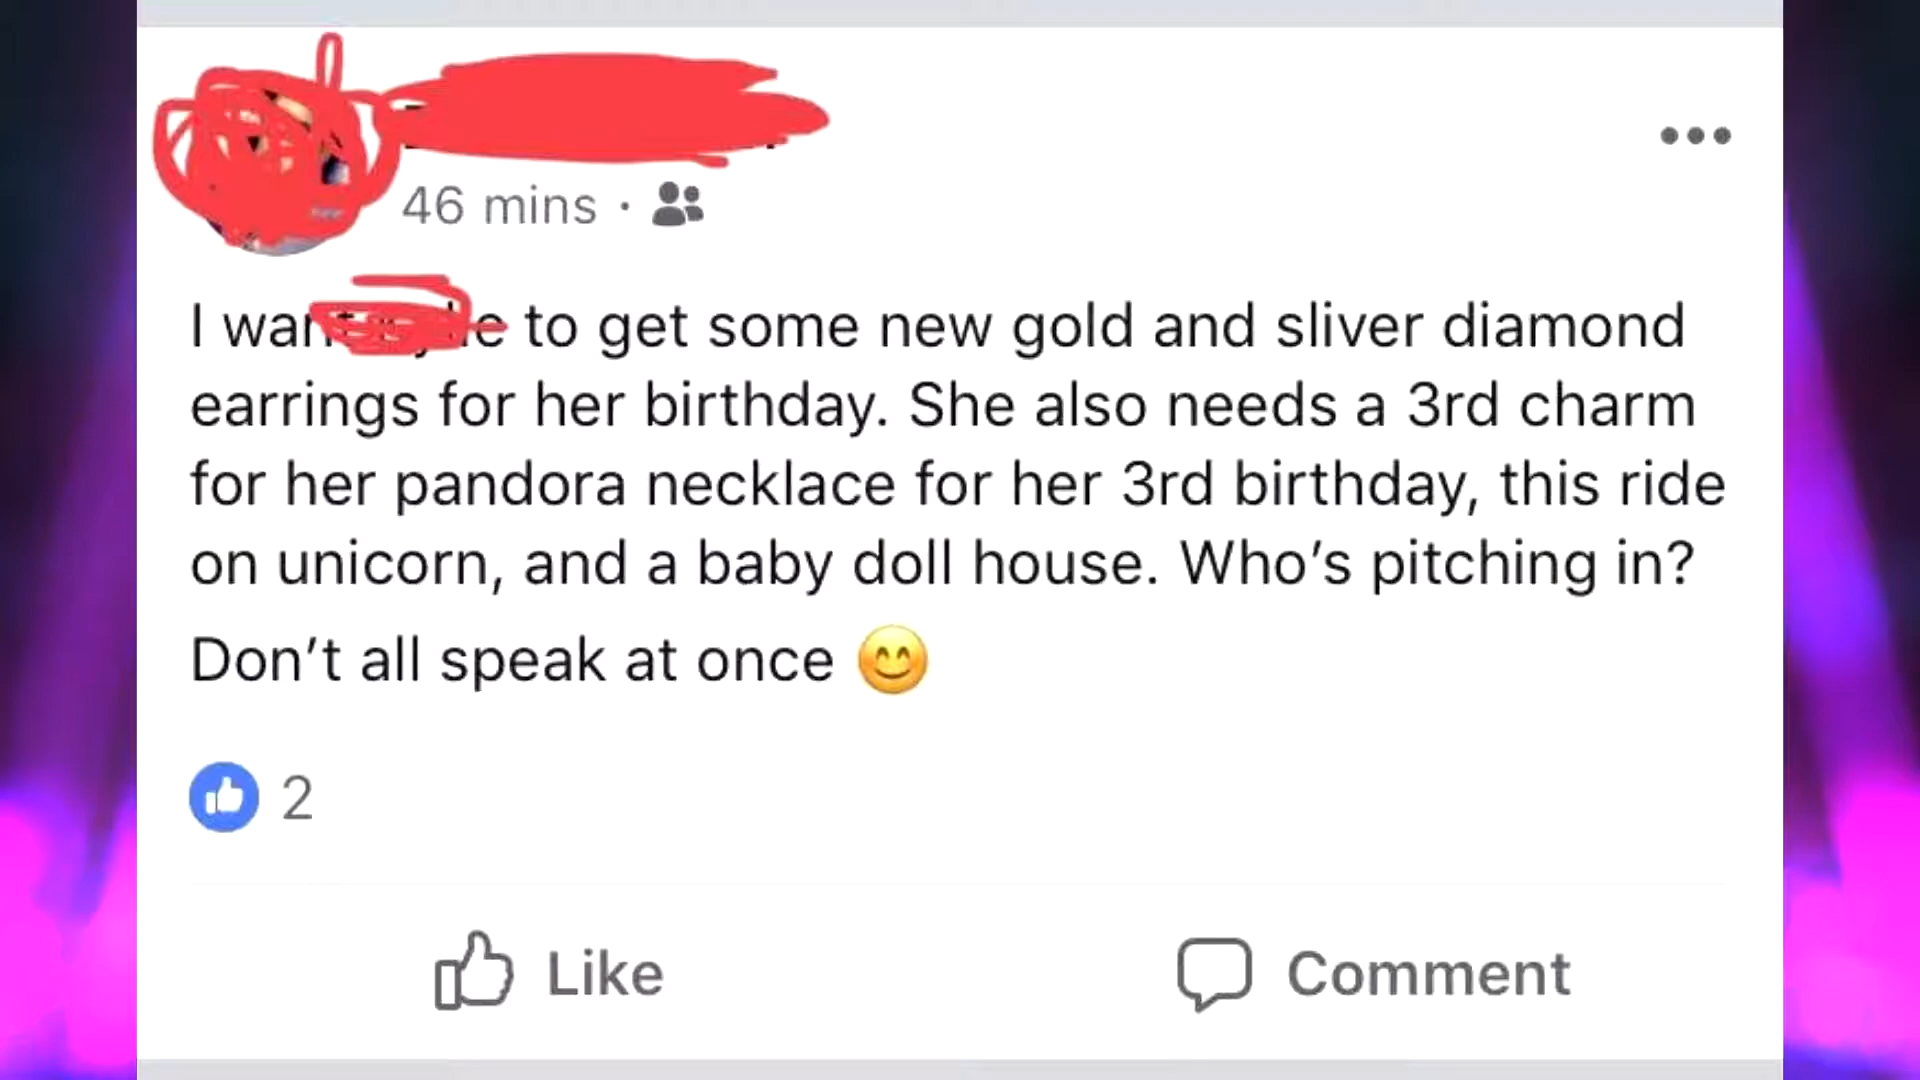 46 mins ·
I to get some new gold and sliver diamond
earrings for her birthday. She also needs a 3rd charm
for her pandora necklace for her 3rd birthday, this ride
on unicorn, and a baby doll house. Who's pitching in?
Don't all speak at once 😊
2
Like Comment